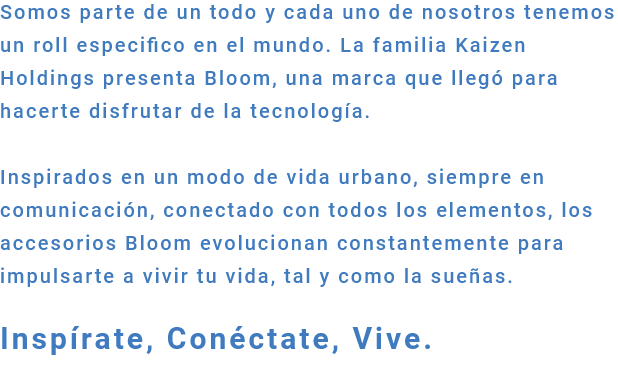 Somos parte de un todo y cada uno de nosotros tenemos
un roll especifico en el mundo. La familia Kaizen
Holdings presenta Bloom, una marca que llegó para
hacerte disfrutar de la tecnología.
Inspirados en un modo de vida urbano, siempre en
comunicación, conectado con todos los elementos, los
accesorios Bloom evolucionan constantemente para
impulsarte a vivir tu vida, tal y como la sueñas.
Inspírate, Conéctate, Vive.